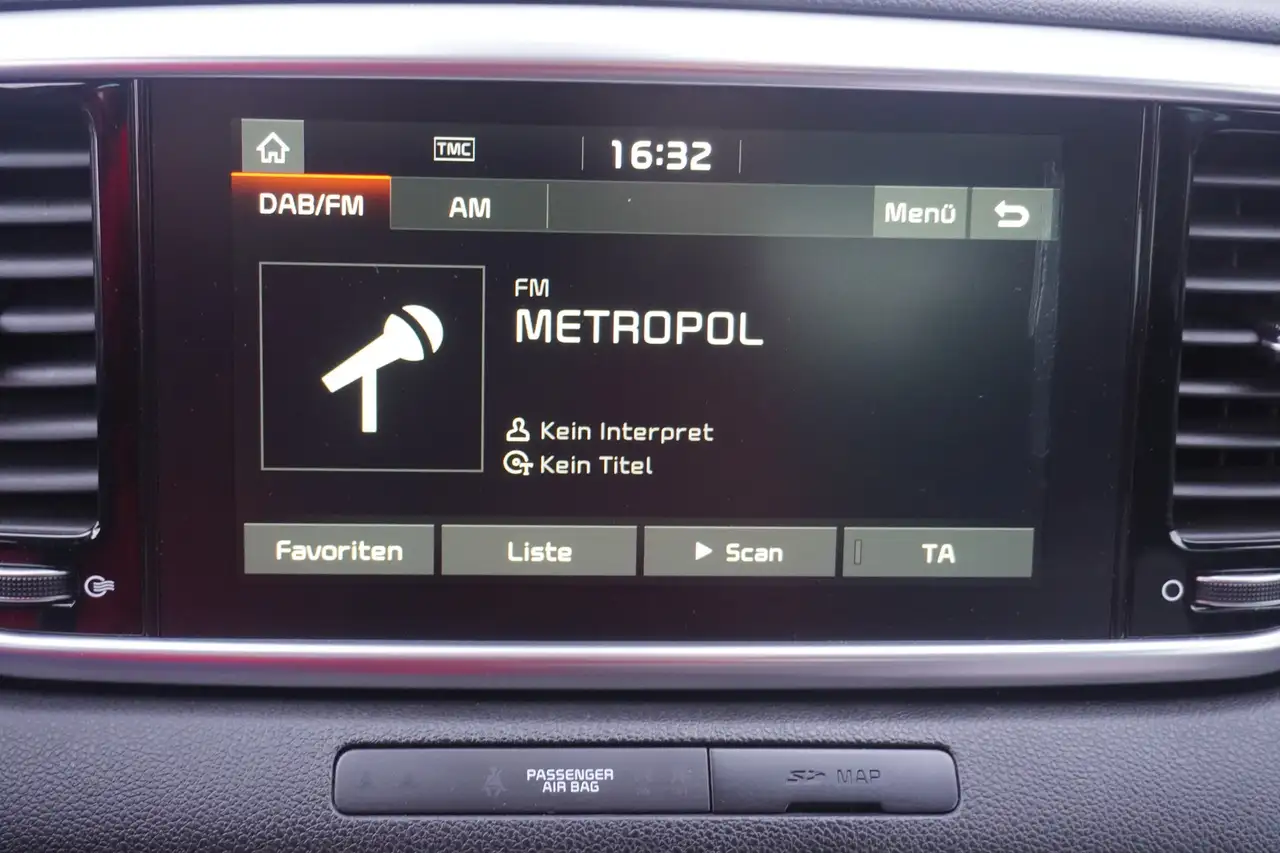 TMC
16:32
DAB/FM
AM
Menü
FM
METROPOL
Kein Interpret
Kein Titel
Favoriten
Liste
Scan
TA
PASSENGER
AIR BAG
SD MAP